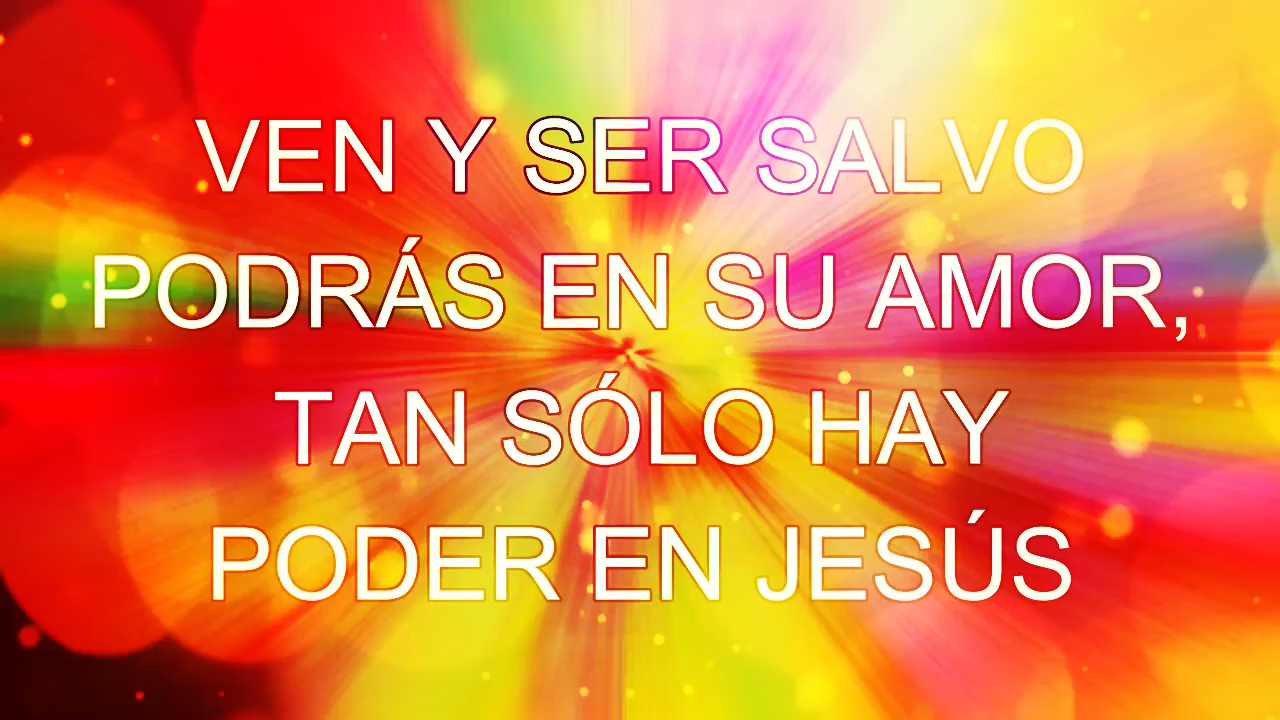 VEN Y SER SALVO
PODRÁS EN SU AMOR,
TAN SÓLO HAY
PODER EN JESÚS